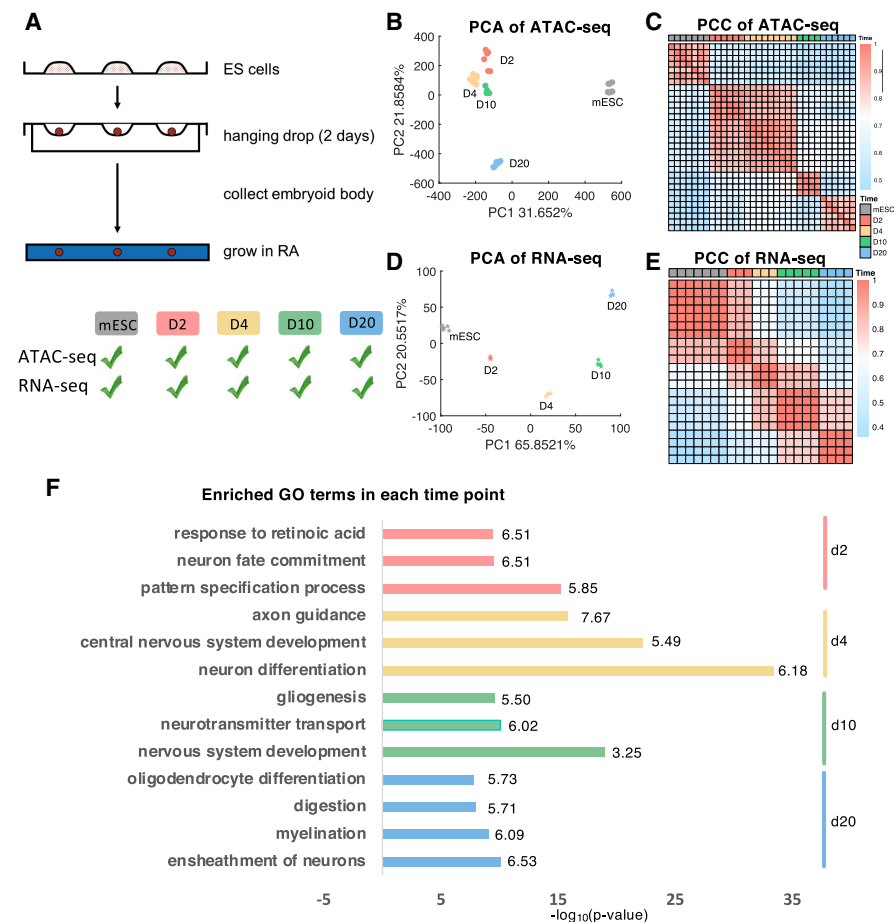 A
ES cells
hanging drop (2 days)
collect embryoid body
grow in RA
mESC D2 D4 D10 D20
ATAC-seq
RNA-seq
B
PCA of ATAC-seq
400
200
0
-200
-400
-600
PC2 21.8584%
D2
D4
D10
mESC
D20
-400 -200 0 200 400 600
PC1 31.652%
C
PCC of ATAC-seq
Time
1
0.9
0.8
0.7
0.6
0.5
Time
mESC
D2
D4
D10
D20
D
PCA of RNA-seq
100
50
0
-50
-100
PC2 20.5517%
D20
mESC
D2
D10
D4
-100 -50 0 50 100
PC1 65.8521%
E
PCC of RNA-seq
Time
1
0.9
0.8
0.7
0.6
0.5
0.4
F
Enriched GO terms in each time point
response to retinoic acid 6.51
neuron fate commitment 6.51
pattern specification process 5.85
d2
axon guidance 7.67
central nervous system development 5.49
neuron differentiation 6.18
d4
gliogenesis 5.50
neurotransmitter transport 6.02
nervous system development 3.25
d10
oligodendrocyte differentiation 5.73
digestion 5.71
myelination 6.09
ensheathment of neurons 6.53
d20
-5 5 15 25 35
-log₁₀(p-value)